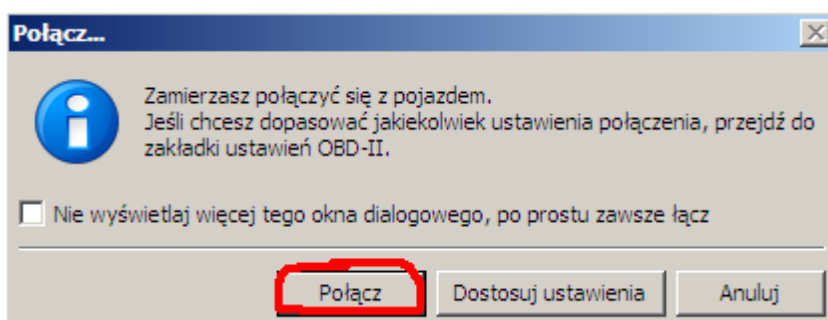 Połącz...
Zamierzasz połączyć się z pojazdem.
Jeśli chcesz dopasować jakiekolwiek ustawienia połączenia, przejdź do
zakładki ustawień OBD-II.
Nie wyświetlaj więcej tego okna dialogowego, po prostu zawsze łącz
Połącz Dostosuj ustawienia Anuluj